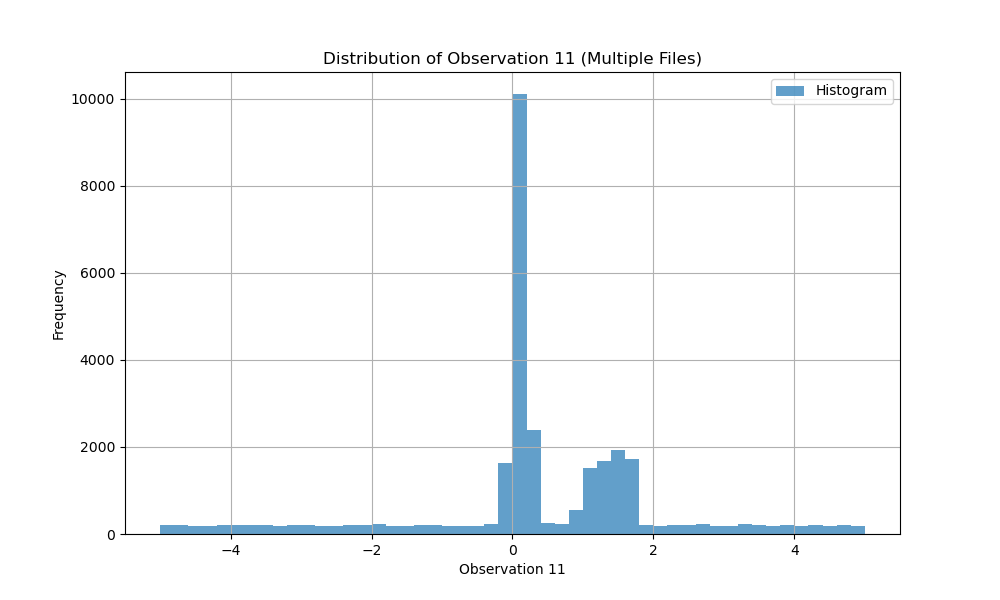 Distribution of Observation 11 (Multiple Files)
Histogram
10000
8000
6000
4000
2000
0
Frequency
−4
−2
0
2
4
Observation 11